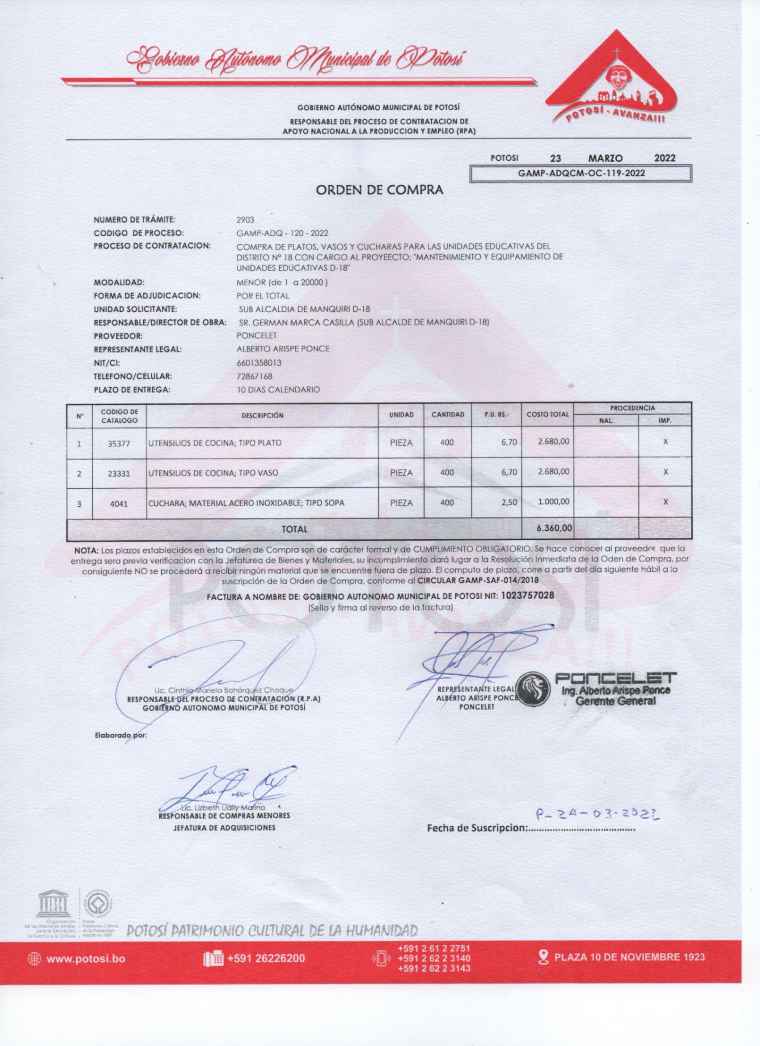 Gobierno Autónomo Municipal de Potosí
POTOSÍ - AVANZA!!!
GOBIERNO AUTÓNOMO MUNICIPAL DE POTOSÍ
RESPONSABLE DEL PROCESO DE CONTRATACION DE
APOYO NACIONAL A LA PRODUCCION Y EMPLEO (RPA)
POTOSI 23 MARZO 2022
GAMP-ADQCM-OC-119-2022
ORDEN DE COMPRA
NUMERO DE TRÁMITE: 2903
CODIGO DE PROCESO: GAMP-ADQ - 120 - 2022
PROCESO DE CONTRATACION: COMPRA DE PLATOS, VASOS Y CUCHARAS PARA LAS UNIDADES EDUCATIVAS DEL
DISTRITO Nº 18 CON CARGO AL PROYEECTO; "MANTENIMIENTO Y EQUIPAMIENTO DE
UNIDADES EDUCATIVAS D-18"
MODALIDAD: MENOR (de 1 a 20000 )
FORMA DE ADJUDICACION: POR EL TOTAL
UNIDAD SOLICITANTE: SUB ALCALDIA DE MANQUIRI D-18
RESPONSABLE/DIRECTOR DE OBRA: SR. GERMAN MARCA CASILLA (SUB ALCALDE DE MANQUIRI D-18)
PROVEEDOR: PONCELET
REPRESENTANTE LEGAL: ALBERTO ARISPE PONCE
NIT/CI: 6601358013
TELEFONO/CELULAR: 72867168
PLAZO DE ENTREGA: 10 DIAS CALENDARIO
Nº CODIGO DE CATALOGO DESCRIPCIÓN UNIDAD CANTIDAD P.U. BS.- COSTO TOTAL PROCEDENCIA
NAL. IMP.
1 35377 UTENSILIOS DE COCINA; TIPO PLATO PIEZA 400 6,70 2.680,00 X
2 23331 UTENSILIOS DE COCINA; TIPO VASO PIEZA 400 6,70 2.680,00 X
3 4041 CUCHARA; MATERIAL ACERO INOXIDABLE; TIPO SOPA PIEZA 400 2,50 1.000,00 X
TOTAL 6.360,00
NOTA: Los plazos establecidos en esta Orden de Compra son de carácter formal y de CUMPLIMIENTO OBLIGATORIO. Se hace conocer al proveedor que la
entrega sera previa verificación con la Jefaturea de Bienes y Materiales, su incumplimiento dará lugar a la Resolución Inmediata de la Oden de Compra, por
consiguiente NO se procederá a recibir ningún material que se encuentre fuera de plazo. El computo de plazo, corre a partir del dia siguiente hábil a la
suscripción de la Orden de Compra, conforme al CIRCULAR GAMP-SAF-014/2018
FACTURA A NOMBRE DE: GOBIERNO AUTONOMO MUNICIPAL DE POTOSI NIT: 1023757028
(Sello y firma al reverso de la factura)
Lic. Cinthia Mariela Bohorquez Choque
RESPONSABLE DEL PROCESO DE CONTRATACIÓN (R.P.A)
GOBIERNO AUTONOMO MUNICIPAL DE POTOSÍ
REPRESENTANTE LEGAL
ALBERTO ARISPE PONCE
PONCELET
PONCELET
Ing. Alberto Arispe Ponce
Gerente General
Elaborado por:
Lic. Lizbeth Ually Marino
RESPONSABLE DE COMPRAS MENORES
JEFATURA DE ADQUISICIONES
Fecha de Suscripcion: P-24-03-2022
POTOSÍ PATRIMONIO CULTURAL DE LA HUMANIDAD
www.potosi.bo
+591 26226200
+591 2 61 2 2751
+591 2 62 2 3140
+591 2 62 2 3143
PLAZA 10 DE NOVIEMBRE 1923